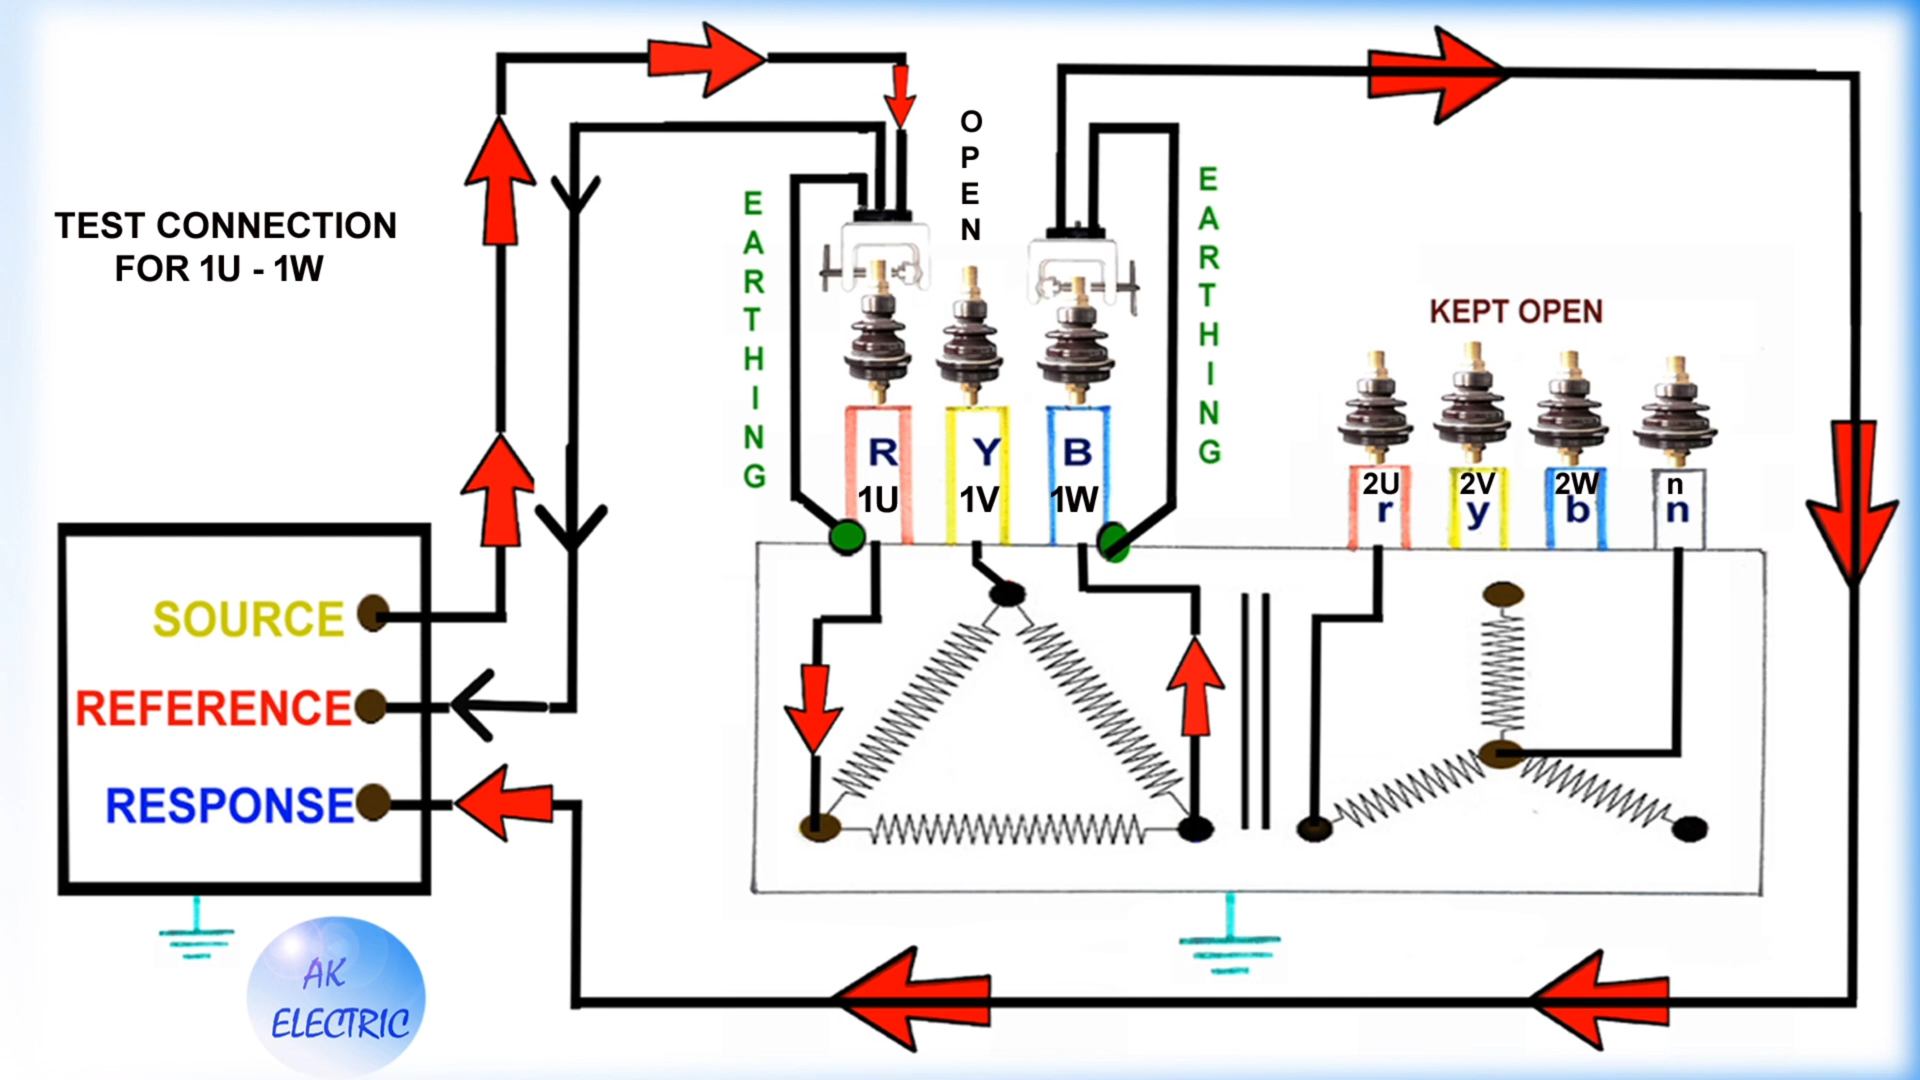 TEST CONNECTION
FOR 1U - 1W
EARTHING
OPEN
EARTHING
KEPT OPEN
R
1U
Y
1V
B
1W
2U
r
2V
y
2W
b
n
n
SOURCE
REFERENCE
RESPONSE
AK
ELECTRIC